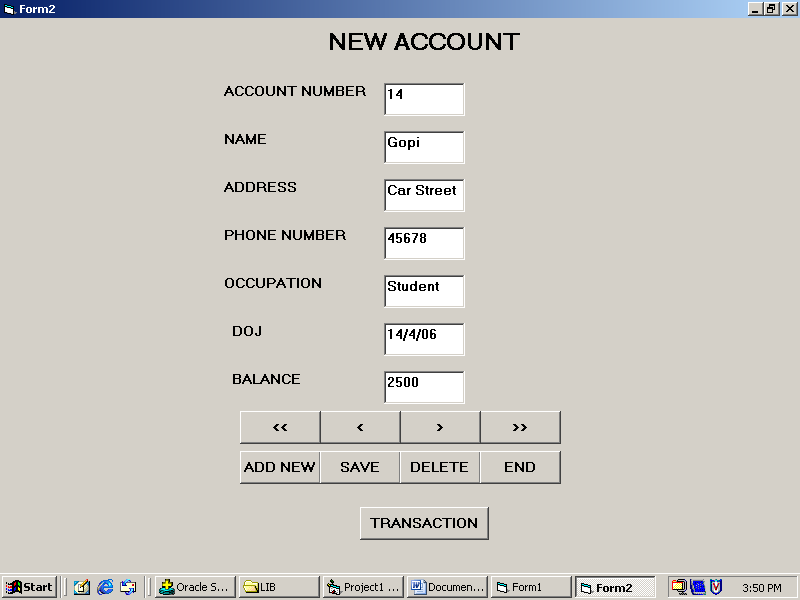 Form2
NEW ACCOUNT
ACCOUNT NUMBER 14
NAME Gopi
ADDRESS Car Street
PHONE NUMBER 45678
OCCUPATION Student
DOJ 14/4/06
BALANCE 2500
<< < > >>
ADD NEW SAVE DELETE END
TRANSACTION
Start Oracle S... LIB Project1 ... Documen... Form1 Form2 3:50 PM